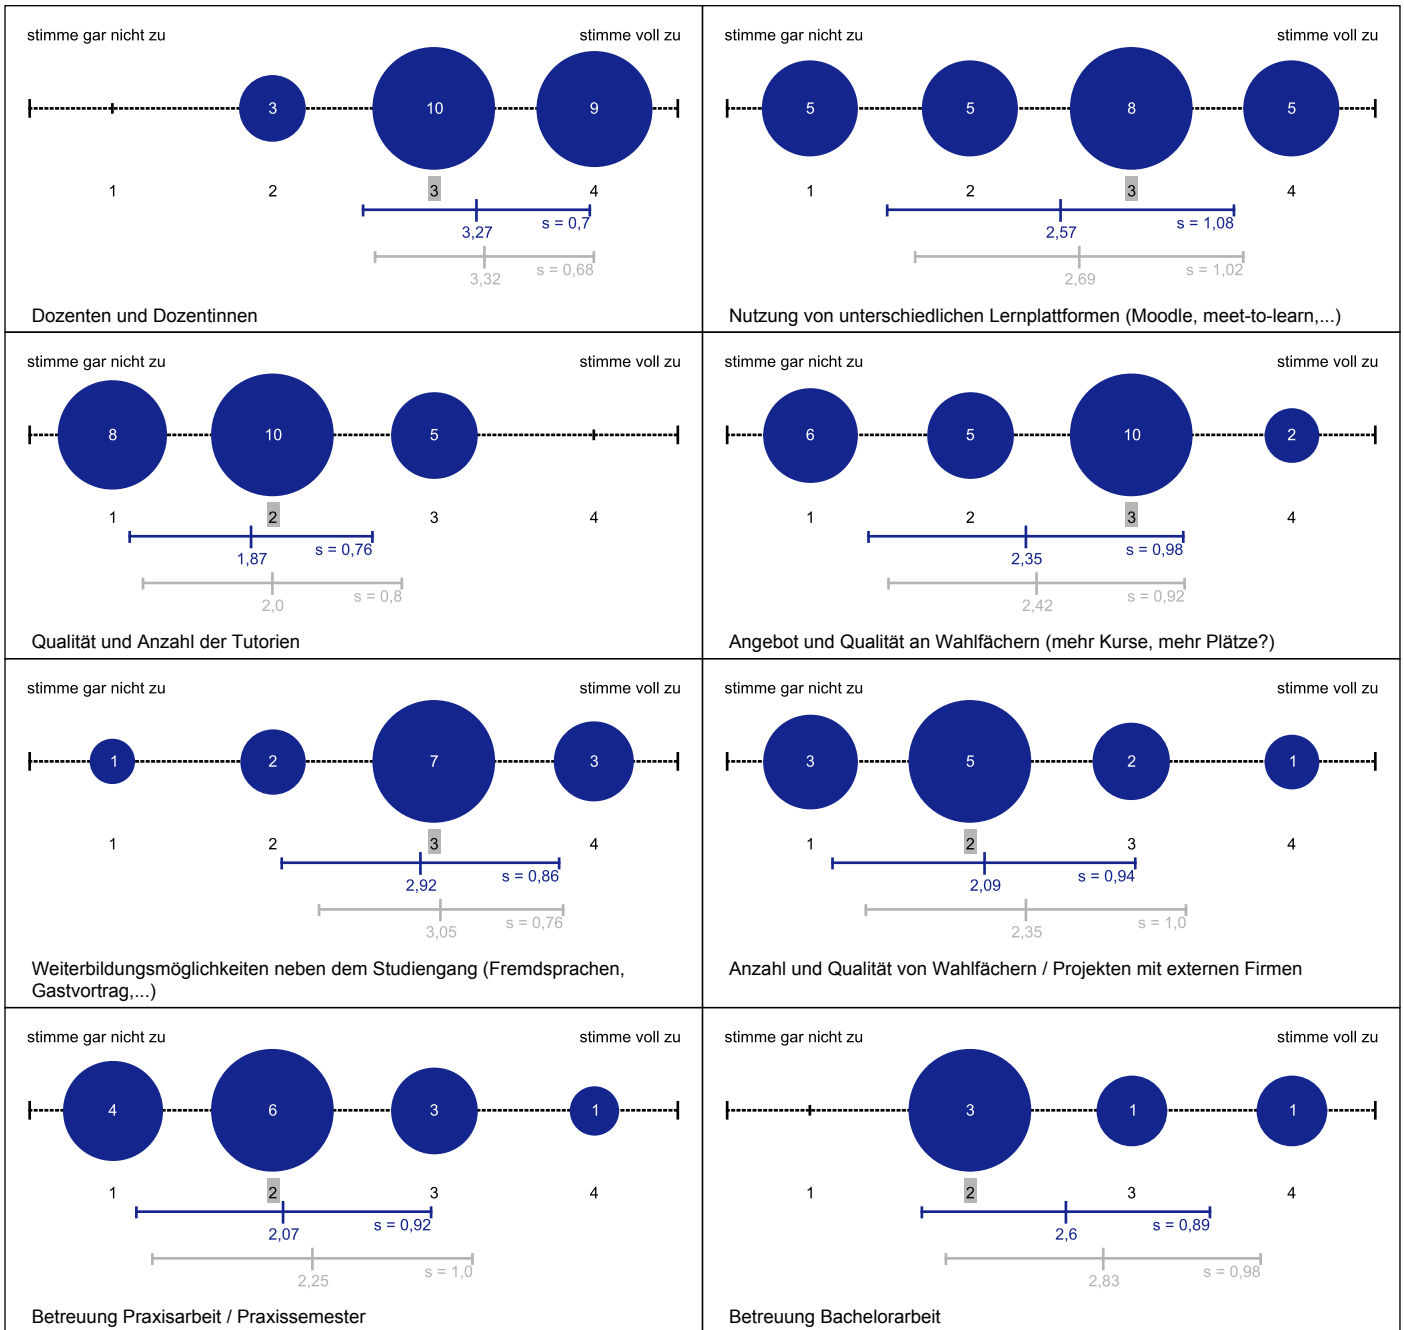 stimme gar nicht zu
stimme voll zu
3
10
9
1
2
3
4
s = 0,7
3,27
s = 0,68
3,32
Dozenten und Dozentinnen
stimme gar nicht zu
stimme voll zu
5
5
8
5
1
2
3
4
s = 1,08
2,57
s = 1,02
2,69
Nutzung von unterschiedlichen Lernplattformen (Moodle, meet-to-learn,...)
stimme gar nicht zu
stimme voll zu
8
10
5
1
2
3
4
s = 0,76
1,87
s = 0,8
2,0
Qualität und Anzahl der Tutorien
stimme gar nicht zu
stimme voll zu
6
5
10
2
1
2
3
4
s = 0,98
2,35
s = 0,92
2,42
Angebot und Qualität an Wahlfächern (mehr Kurse, mehr Plätze?)
stimme gar nicht zu
stimme voll zu
1
2
7
3
1
2
3
4
s = 0,86
2,92
s = 0,76
3,05
Weiterbildungsmöglichkeiten neben dem Studiengang (Fremdsprachen,
Gastvortrag,...)
stimme gar nicht zu
stimme voll zu
3
5
2
1
1
2
3
4
s = 0,94
2,09
s = 1,0
2,35
Anzahl und Qualität von Wahlfächern / Projekten mit externen Firmen
stimme gar nicht zu
stimme voll zu
4
6
3
1
1
2
3
4
s = 0,92
2,07
s = 1,0
2,25
Betreuung Praxisarbeit / Praxissemester
stimme gar nicht zu
stimme voll zu
3
1
1
1
2
3
4
s = 0,89
2,6
s = 0,98
2,83
Betreuung Bachelorarbeit